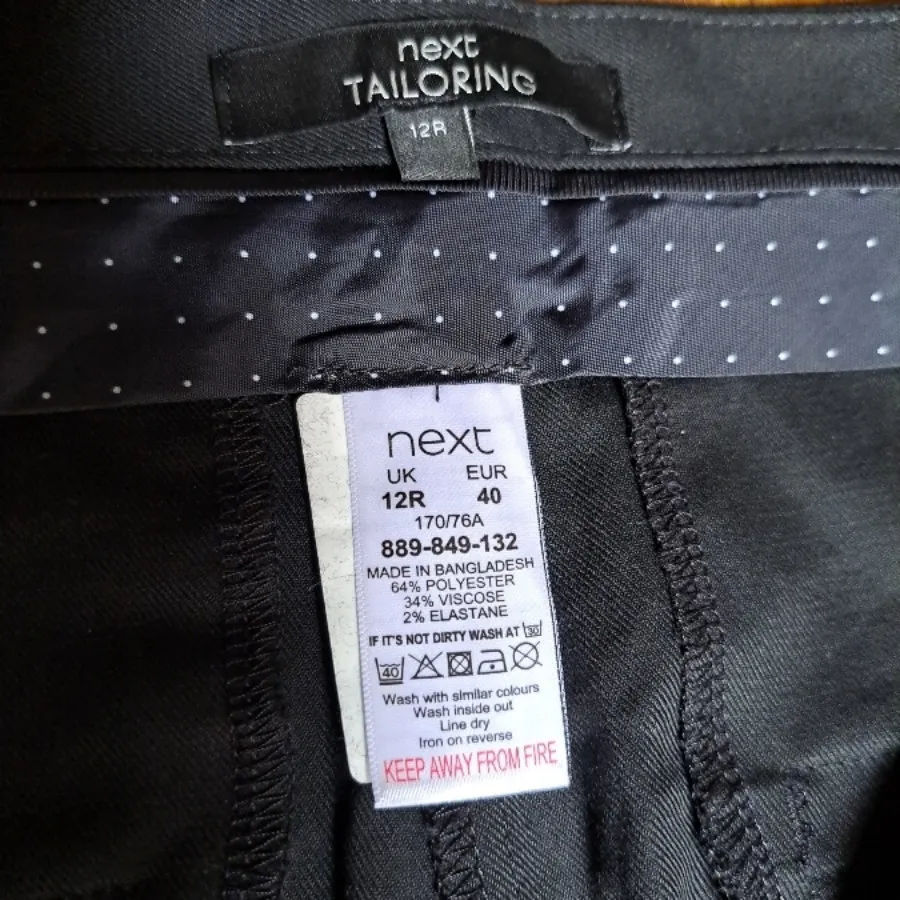 next
TAILORING
12R
next
UK EUR
12R 40
170/76A
889-849-132
MADE IN BANGLADESH
64% POLYESTER
34% VISCOSE
2% ELASTANE
IF IT'S NOT DIRTY WASH AT 30
40
Wash with similar colours
Wash inside out
Line dry
Iron on reverse
KEEP AWAY FROM FIRE